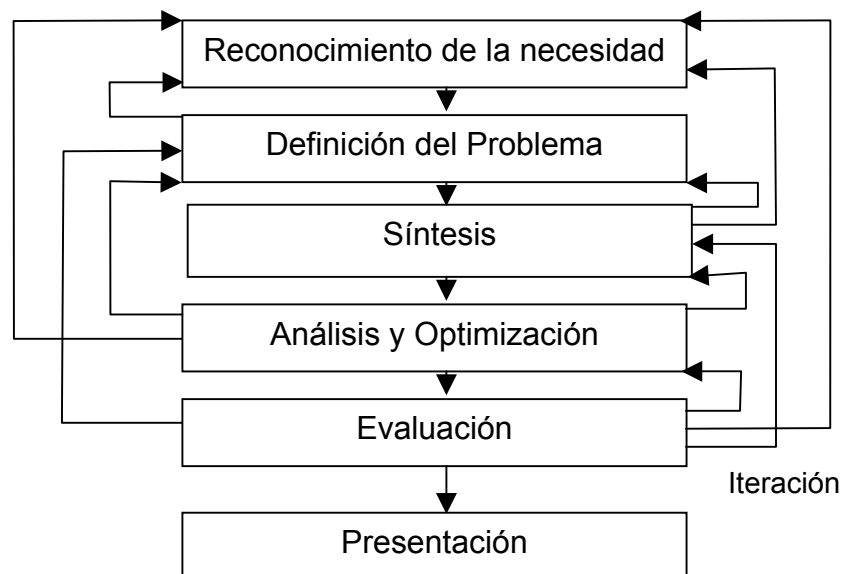 Reconocimiento de la necesidad
Definición del Problema
Síntesis
Análisis y Optimización
Evaluación
Iteración
Presentación